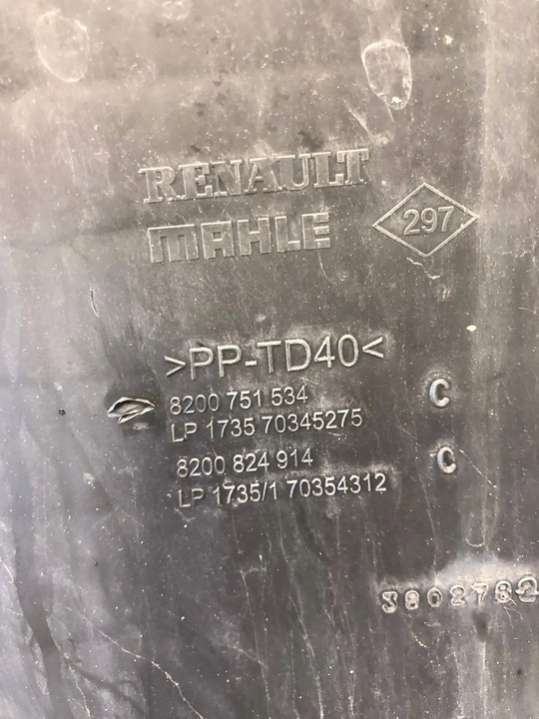 RENAULT
MAHLE
297
>PP-TD40<
8200 751 534 C
LP 1735 70345275
8200 824 914 C
LP 1735/1 70354312
3802782